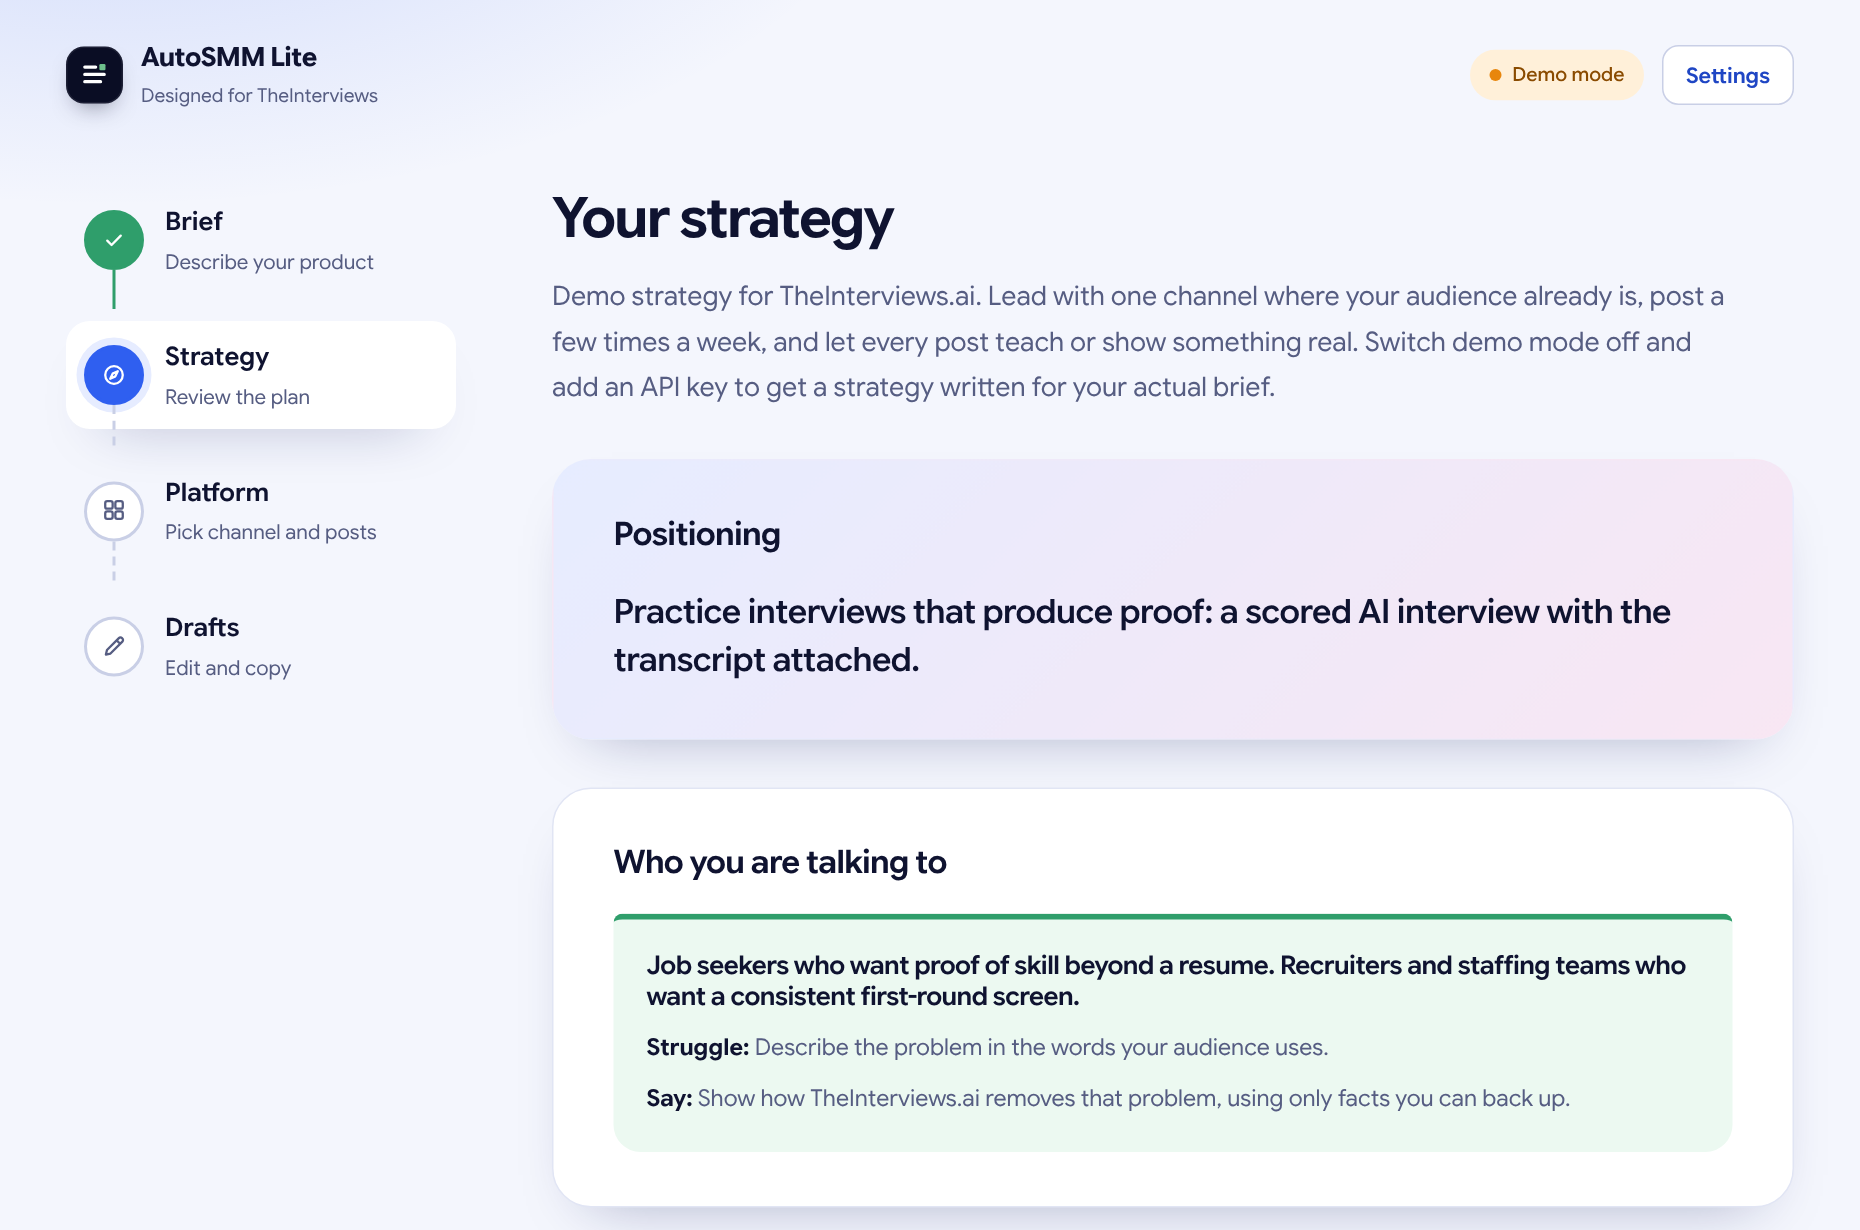 AutoSMM Lite
Designed for TheInterviews
Demo mode
Settings
Brief
Describe your product
Strategy
Review the plan
Platform
Pick channel and posts
Drafts
Edit and copy
Your strategy
Demo strategy for TheInterviews.ai. Lead with one channel where your audience already is, post a
few times a week, and let every post teach or show something real. Switch demo mode off and
add an API key to get a strategy written for your actual brief.
Positioning
Practice interviews that produce proof: a scored AI interview with the
transcript attached.
Who you are talking to
Job seekers who want proof of skill beyond a resume. Recruiters and staffing teams who
want a consistent first-round screen.
Struggle: Describe the problem in the words your audience uses.
Say: Show how TheInterviews.ai removes that problem, using only facts you can back up.